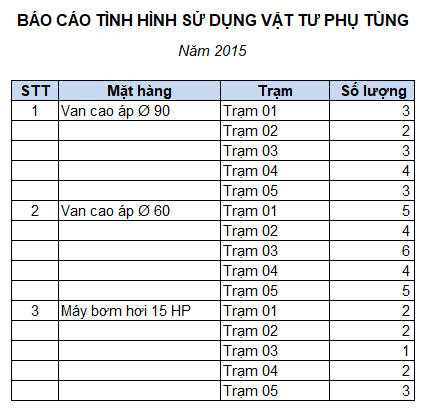 BÁO CÁO TÌNH HÌNH SỬ DỤNG VẬT TƯ PHỤ TÙNG
Năm 2015
STT Mặt hàng Trạm Số lượng
1 Van cao áp Ø 90 Trạm 01 3
Trạm 02 2
Trạm 03 3
Trạm 04 4
Trạm 05 3
2 Van cao áp Ø 60 Trạm 01 5
Trạm 02 4
Trạm 03 6
Trạm 04 4
Trạm 05 5
3 Máy bơm hơi 15 HP Trạm 01 2
Trạm 02 2
Trạm 03 1
Trạm 04 2
Trạm 05 3